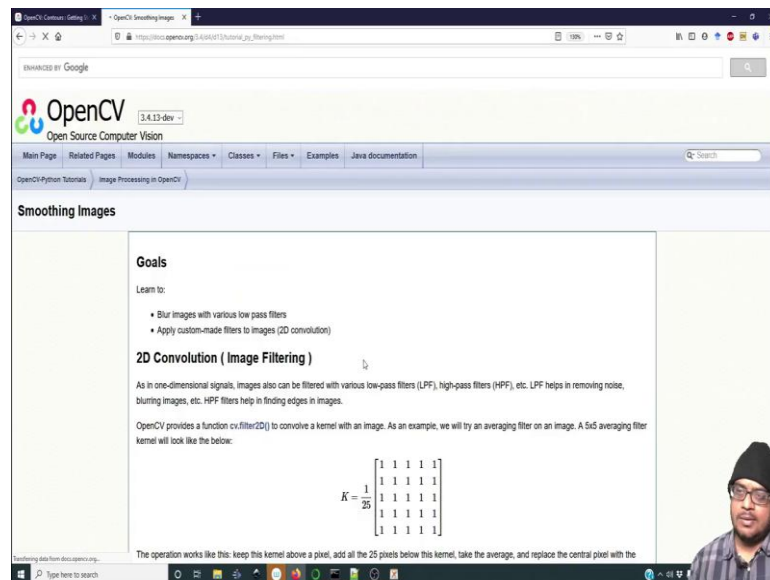 OpenCV: Contours : Getting S
OpenCV: Smoothing Images
https://docs.opencv.org/3.4/d4/d13/tutorial_py_filtering.html
120%
ENHANCED BY Google
OpenCV
3.4.13-dev
Open Source Computer Vision
Main Page Related Pages Modules Namespaces Classes Files Examples Java documentation
Search
OpenCV-Python Tutorials Image Processing in OpenCV
Smoothing Images
Goals
Learn to:
• Blur images with various low pass filters
• Apply custom-made filters to images (2D convolution)
2D Convolution ( Image Filtering )
As in one-dimensional signals, images also can be filtered with various low-pass filters (LPF), high-pass filters (HPF), etc. LPF helps in removing noise,
blurring images, etc. HPF filters help in finding edges in images.
OpenCV provides a function cv.filter2D() to convolve a kernel with an image. As an example, we will try an averaging filter on an image. A 5x5 averaging filter
kernel will look like the below:
1 1 1 1 1
1 1 1 1 1
K = 1/25 1 1 1 1 1
1 1 1 1 1
1 1 1 1 1
The operation works like this: keep this kernel above a pixel, add all the 25 pixels below this kernel, take the average, and replace the central pixel with the
Transferring data from docs.opencv.org...
Type here to search